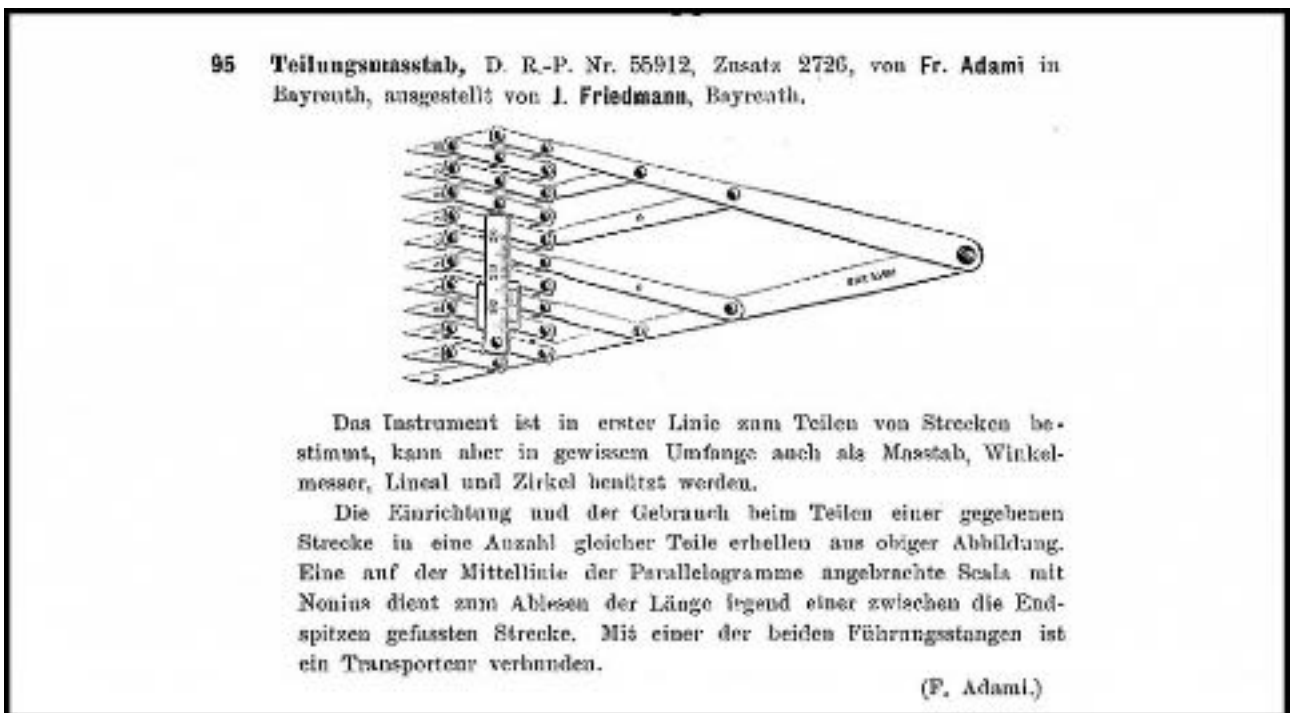 95 Teilungsmasstab, D. R.-P. Nr. 55912, Zusatz 2726, von Fr. Adami in
Bayreuth, ausgestellt von J. Friedmann, Bayreuth.
Das Instrument ist in erster Linie zum Teilen von Strecken be-
stimmt, kann aber in gewissem Umfange auch als Masstab, Winkel-
messer, Lineal und Zirkel benützt werden.
Die Einrichtung und der Gebrauch beim Teilen einer gegebenen
Strecke in eine Anzahl gleicher Teile erhellen aus obiger Abbildung.
Eine auf der Mittellinie der Parallelogramme angebrachte Scala mit
Nonius dient zum Ablesen der Länge irgend einer zwischen die End-
spitzen gefassten Strecke. Mit einer der beiden Führungsstangen ist
ein Transporteur verbunden.
(F. Adami.)